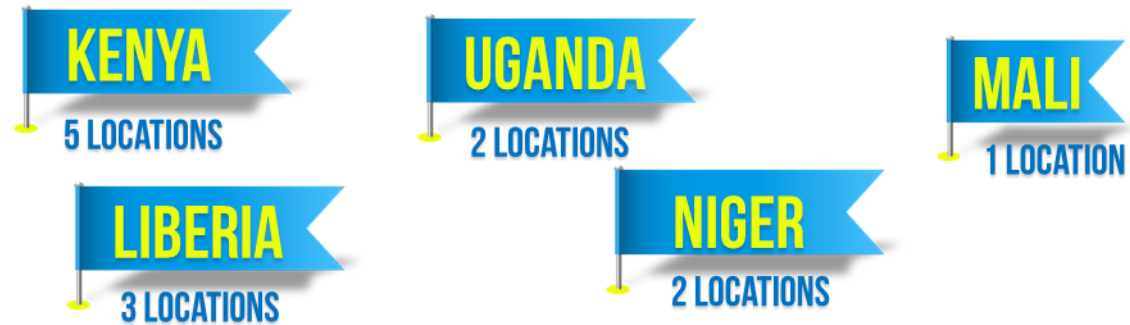 KENYA
5 LOCATIONS
UGANDA
2 LOCATIONS
MALI
1 LOCATION
LIBERIA
3 LOCATIONS
NIGER
2 LOCATIONS